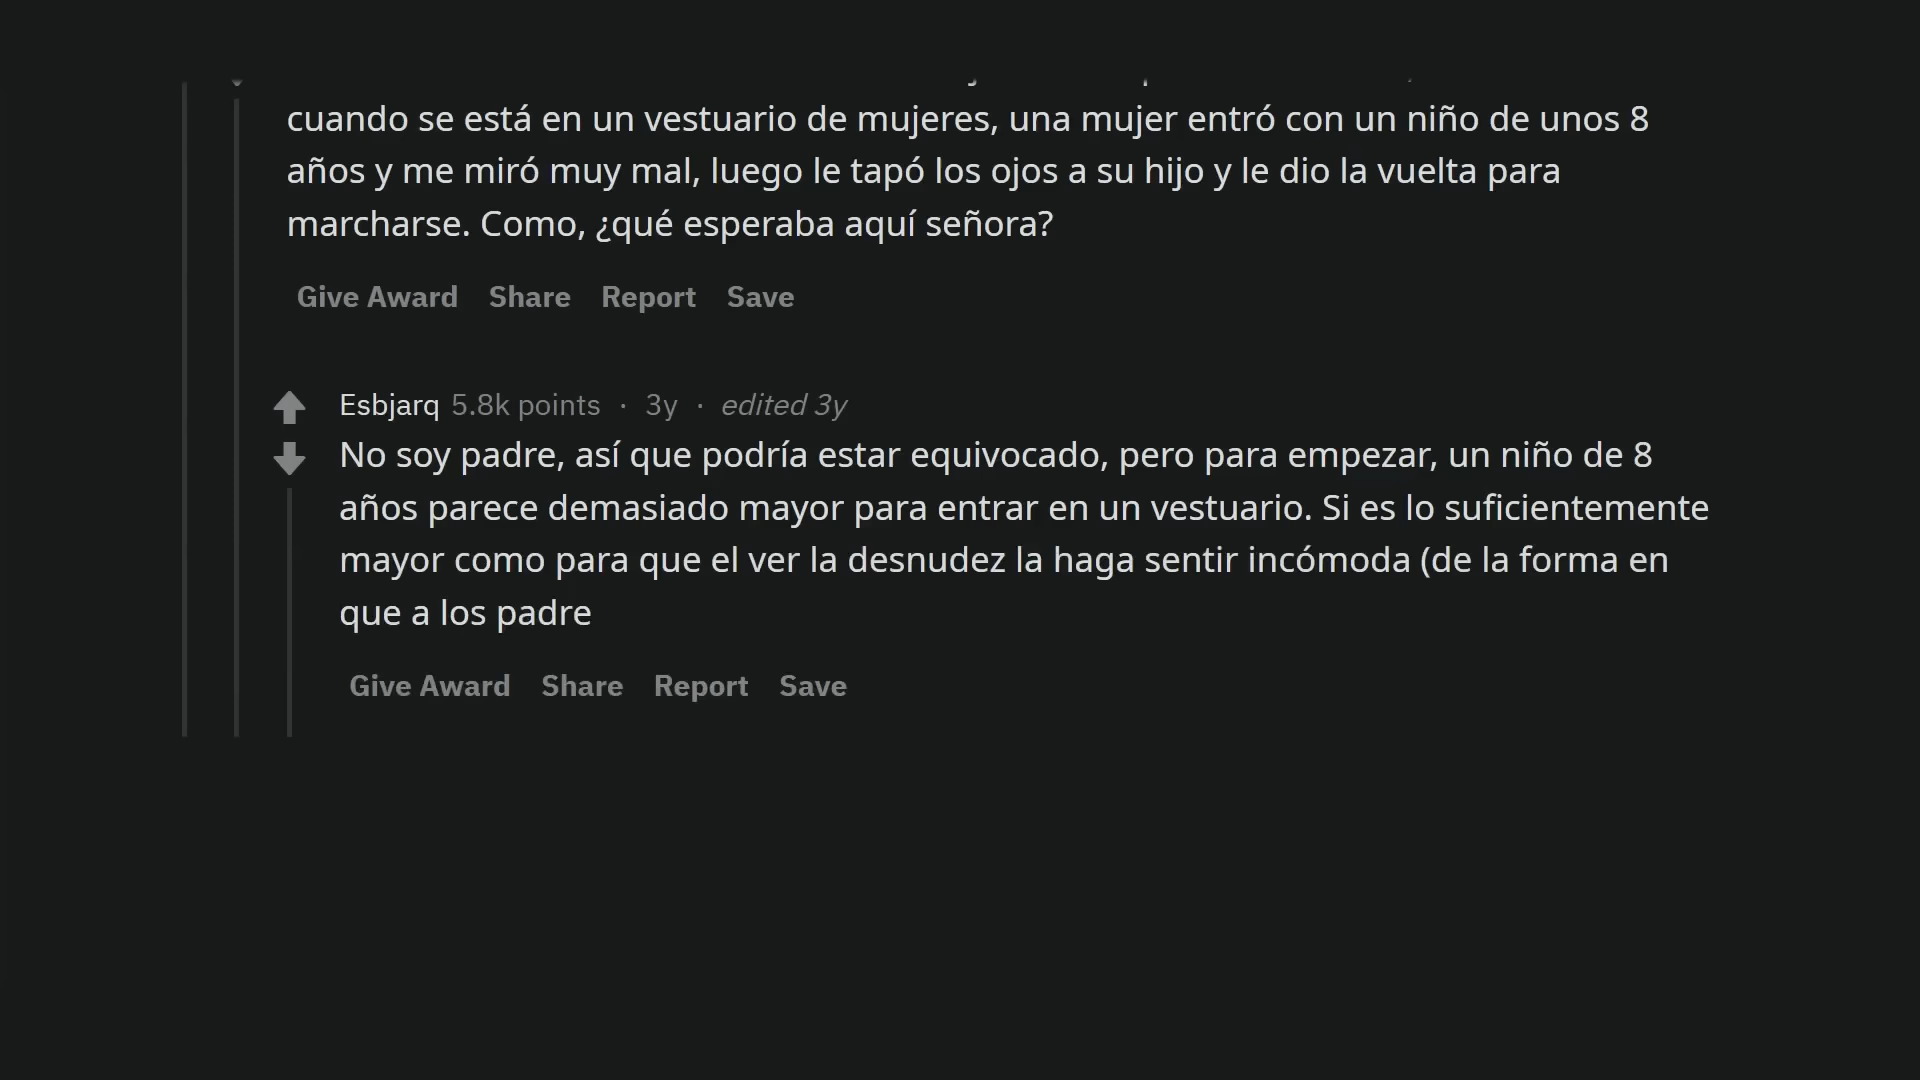 cuando se está en un vestuario de mujeres, una mujer entró con un niño de unos 8
años y me miró muy mal, luego le tapó los ojos a su hijo y le dio la vuelta para
marcharse. Como, ¿qué esperaba aquí señora?
Give Award Share Report Save
Esbjarq 5.8k points · 3y · edited 3y
No soy padre, así que podría estar equivocado, pero para empezar, un niño de 8
años parece demasiado mayor para entrar en un vestuario. Si es lo suficientemente
mayor como para que el ver la desnudez la haga sentir incómoda (de la forma en
que a los padre
Give Award Share Report Save